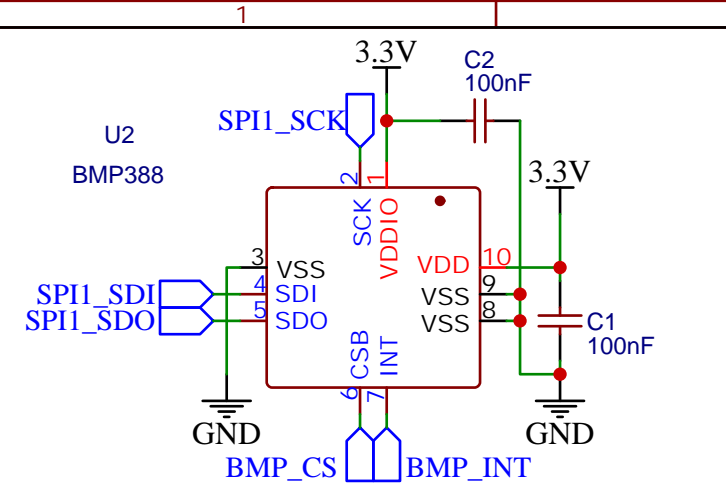 1
3.3V
C2
100nF
SPI1_SCK
U2
BMP388
3.3V
2
1
SCK
VDDIO
3
VSS
VDD
10
SPI1_SDI
4
SDI
VSS
9
SPI1_SDO
5
SDO
VSS
8
C1
100nF
CSB
INT
6
7
GND
GND
BMP_CS
BMP_INT